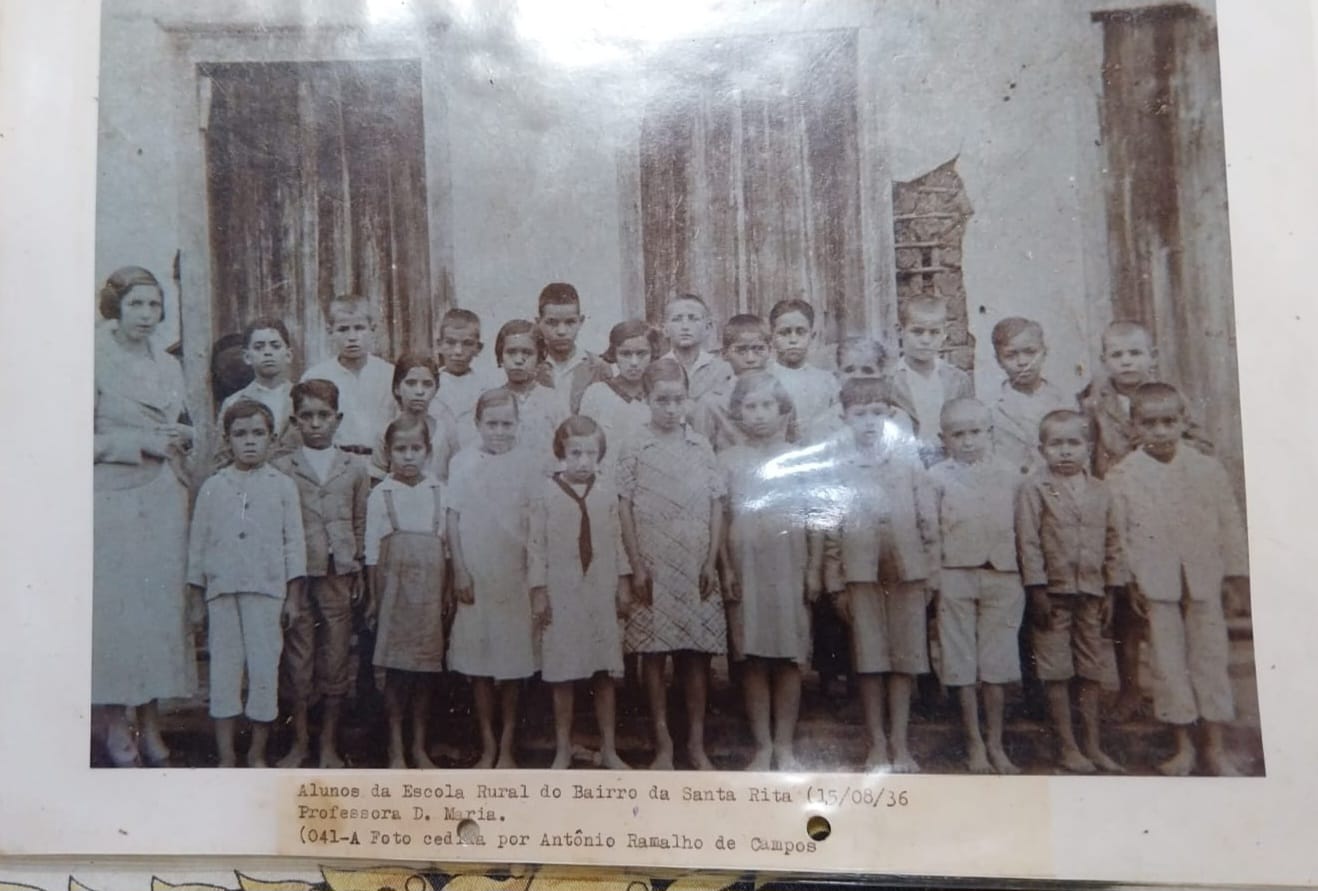 Alunos da Escola Rural do Bairro da Santa Rita (15/08/36
Professora D. Maria.
(041-A Foto cedida por Antônio Ramalho de Campos